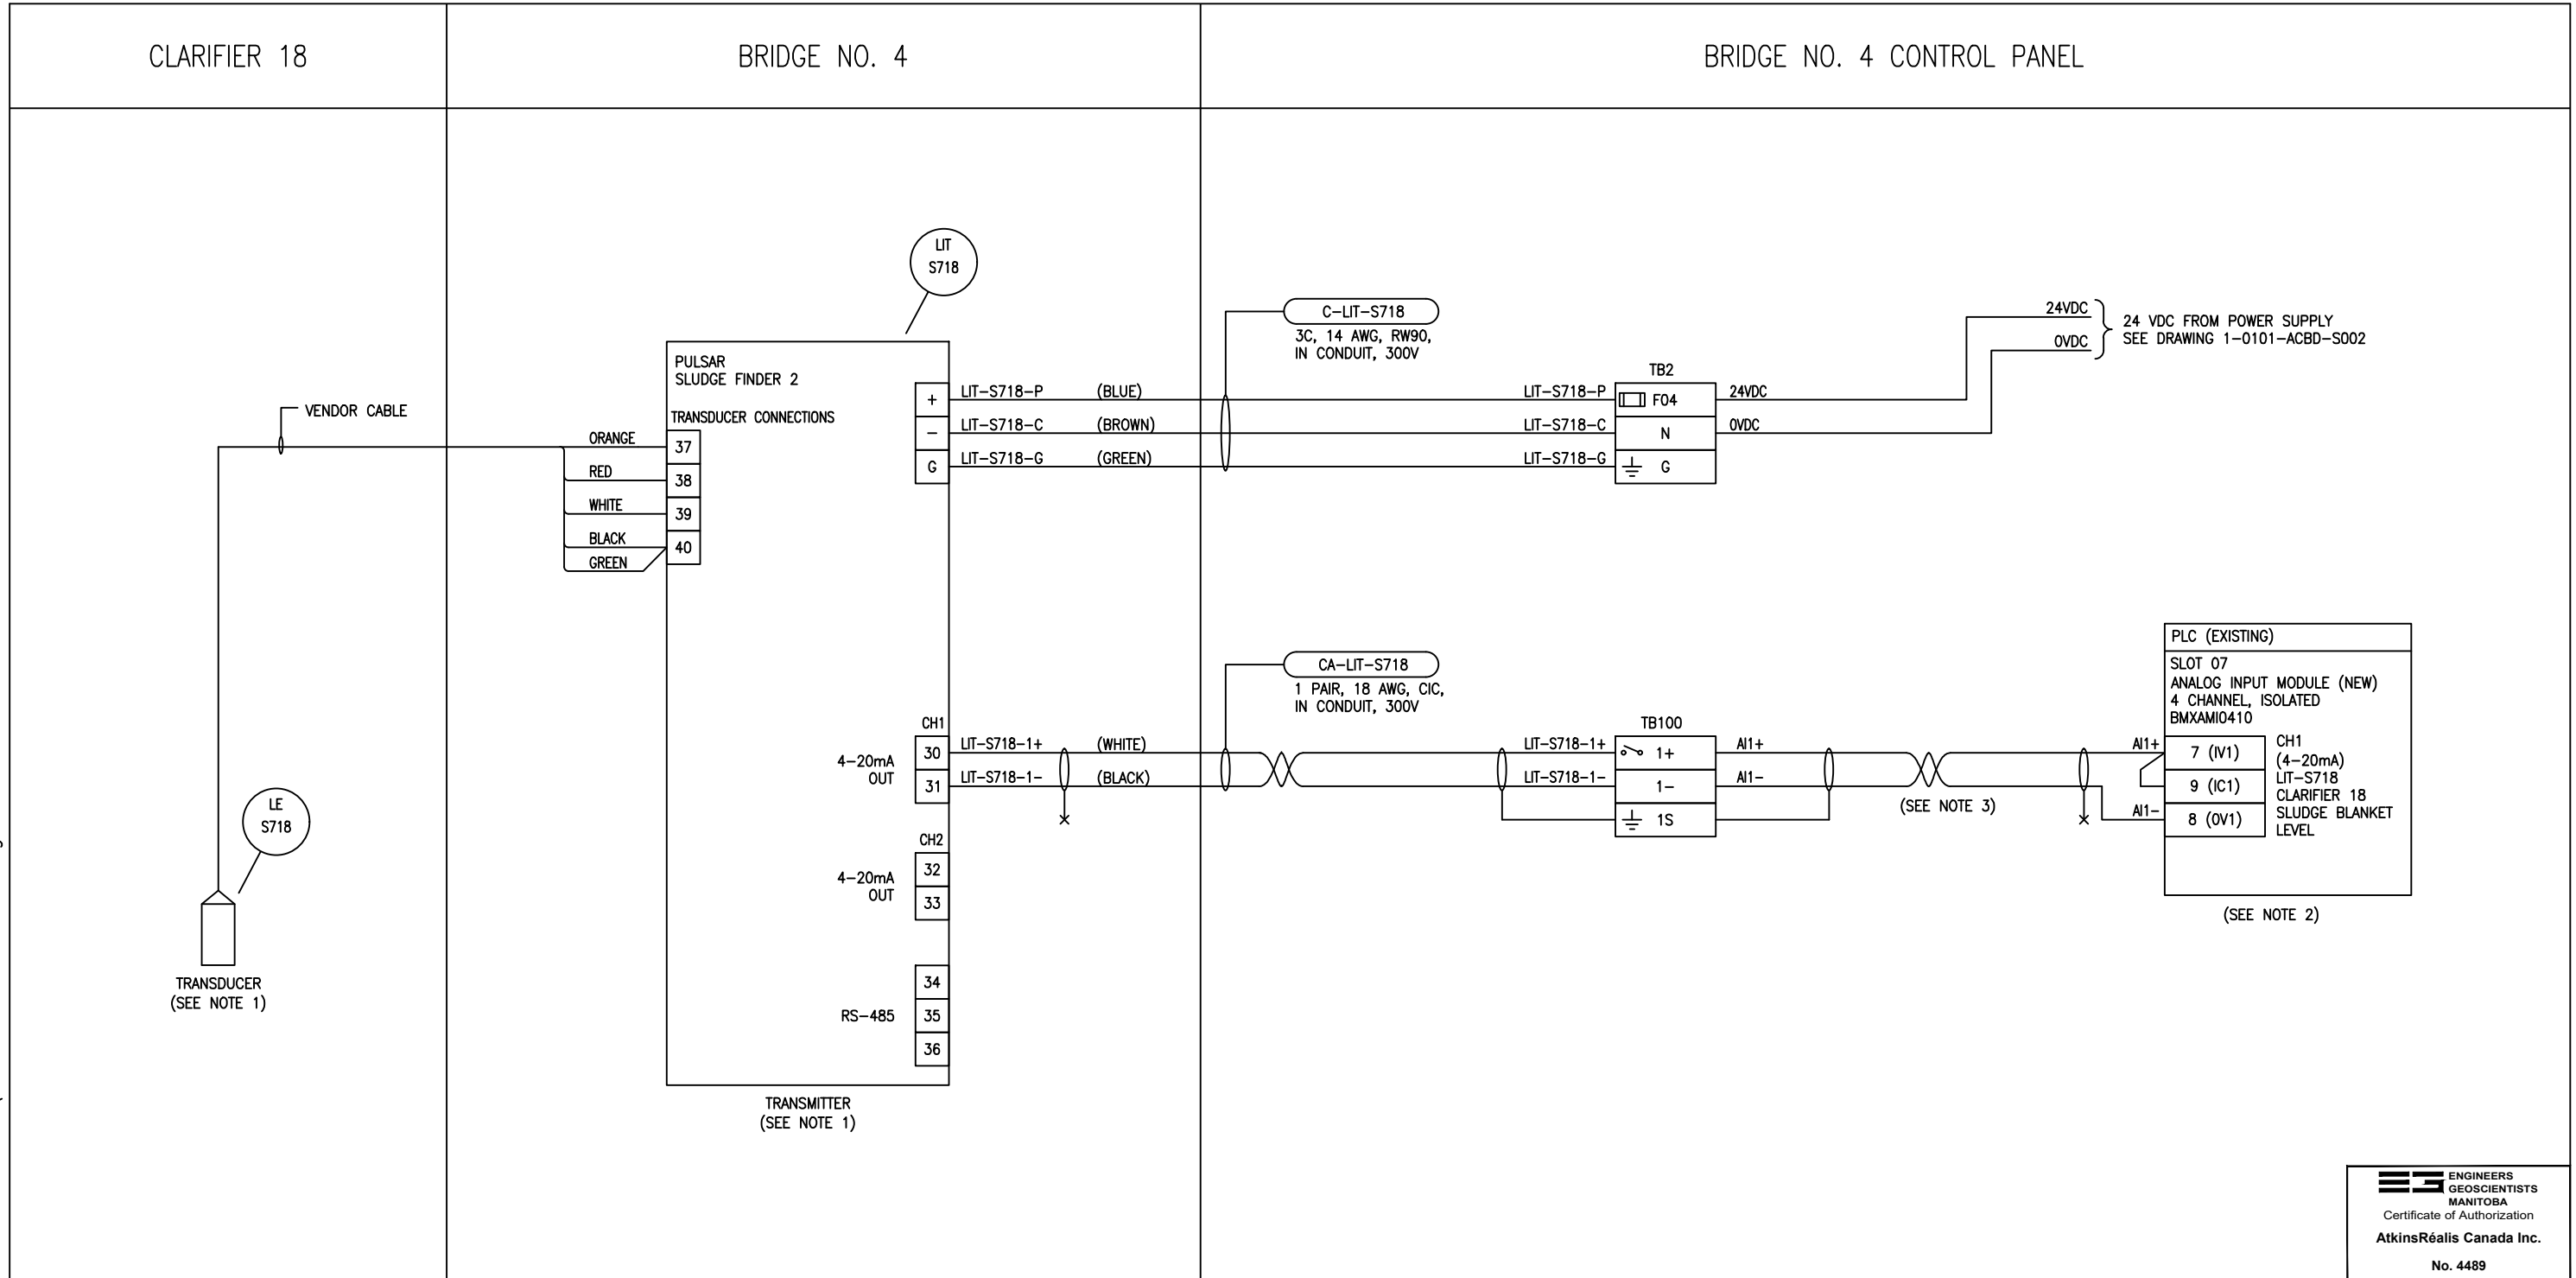 CLARIFIER 18
BRIDGE NO. 4
BRIDGE NO. 4 CONTROL PANEL
VENDOR CABLE
LE
S718
TRANSDUCER
(SEE NOTE 1)
LIT
S718
PULSAR
SLUDGE FINDER 2
TRANSDUCER CONNECTIONS
ORANGE
37
RED
38
WHITE
39
BLACK
40
GREEN
+
LIT-S718-P
(BLUE)
-
LIT-S718-C
(BROWN)
G
LIT-S718-G
(GREEN)
CH1
4-20mA
OUT
30
LIT-S718-1+
(WHITE)
31
LIT-S718-1-
(BLACK)
CH2
4-20mA
OUT
32
33
RS-485
34
35
36
TRANSMITTER
(SEE NOTE 1)
C-LIT-S718
3C, 14 AWG, RW90,
IN CONDUIT, 300V
TB2
LIT-S718-P
F04
24VDC
LIT-S718-C
N
0VDC
LIT-S718-G
G
24VDC
0VDC
24 VDC FROM POWER SUPPLY
SEE DRAWING 1-0101-ACBD-S002
CA-LIT-S718
1 PAIR, 18 AWG, CIC,
IN CONDUIT, 300V
TB100
LIT-S718-1+
1+
AI1+
LIT-S718-1-
1-
AI1-
1S
(SEE NOTE 3)
PLC (EXISTING)
SLOT 07
ANALOG INPUT MODULE (NEW)
4 CHANNEL, ISOLATED
BMXAMI0410
AI1+
7 (IV1)
9 (IC1)
AI1-
8 (0V1)
CH1
(4-20mA)
LIT-S718
CLARIFIER 18
SLUDGE BLANKET
LEVEL
(SEE NOTE 2)
ENGINEERS
GEOSCIENTISTS
MANITOBA
Certificate of Authorization
AtkinsRéalis Canada Inc.
No. 4489